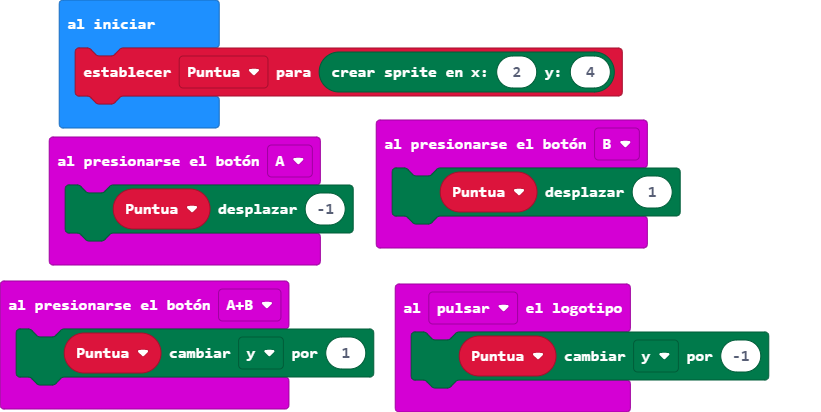 al iniciar
establecer Puntua para crear sprite en x: 2 y: 4
al presionarse el botón A
Puntua desplazar -1
al presionarse el botón B
Puntua desplazar 1
al presionarse el botón A+B
Puntua cambiar y por 1
al pulsar el logotipo
Puntua cambiar y por -1